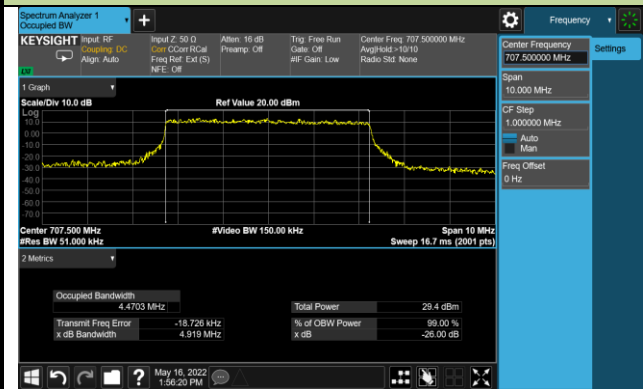 Spectrum Analyzer 1
Occupied BW
Frequency
KEYSIGHT
Input: RF
Coupling: DC
Align: Auto
Input Z: 50 Ω
Corr CCorr RCal
Freq Ref: Ext (S)
NFE: Off
Atten: 16 dB
Preamp: Off
Trig: Free Run
Gate: Off
#IF Gain: Low
Center Freq: 707.500000 MHz
Avg|Hold:>10/10
Radio Std: None
Center Frequency
707.500000 MHz
Settings
Span
10.000 MHz
CF Step
1.000000 MHz
Auto
Man
Freq Offset
0 Hz
1 Graph
Scale/Div 10.0 dB
Ref Value 20.00 dBm
Log
10.0
0.00
-10.0
-20.0
-30.0
-40.0
-50.0
-60.0
-70.0
Center 707.500 MHz
#Video BW 150.00 kHz
Span 10 MHz
#Res BW 51.000 kHz
Sweep 16.7 ms (2001 pts)
2 Metrics
Occupied Bandwidth
4.4703 MHz
Total Power
29.4 dBm
Transmit Freq Error
-18.726 kHz
% of OBW Power
99.00 %
x dB Bandwidth
4.919 MHz
x dB
-26.00 dB
May 16, 2022
1:56:20 PM